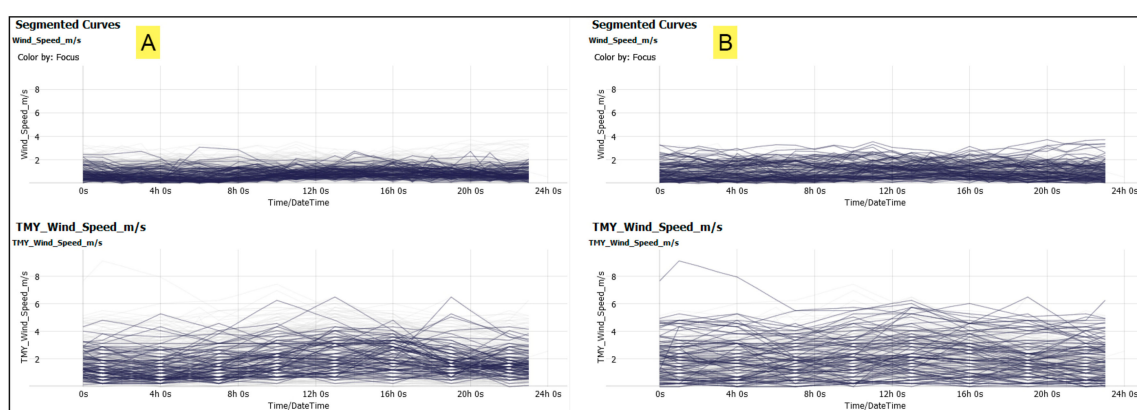 Segmented Curves
Wind_Speed_m/s
A
Color by: Focus
Wind_Speed_m/s
8
6
4
2
0s 4h 0s 8h 0s 12h 0s 16h 0s 20h 0s 24h 0s
Time/DateTime
TMY_Wind_Speed_m/s
TMY_Wind_Speed_m/s
TMY_Wind_Speed_m/s
8
6
4
2
0s 4h 0s 8h 0s 12h 0s 16h 0s 20h 0s 24h 0s
Time/DateTime
Segmented Curves
Wind_Speed_m/s
B
Color by: Focus
Wind_Speed_m/s
8
6
4
2
0s 4h 0s 8h 0s 12h 0s 16h 0s 20h 0s 24h 0s
Time/DateTime
TMY_Wind_Speed_m/s
TMY_Wind_Speed_m/s
TMY_Wind_Speed_m/s
8
6
4
2
0s 4h 0s 8h 0s 12h 0s 16h 0s 20h 0s 24h 0s
Time/DateTime